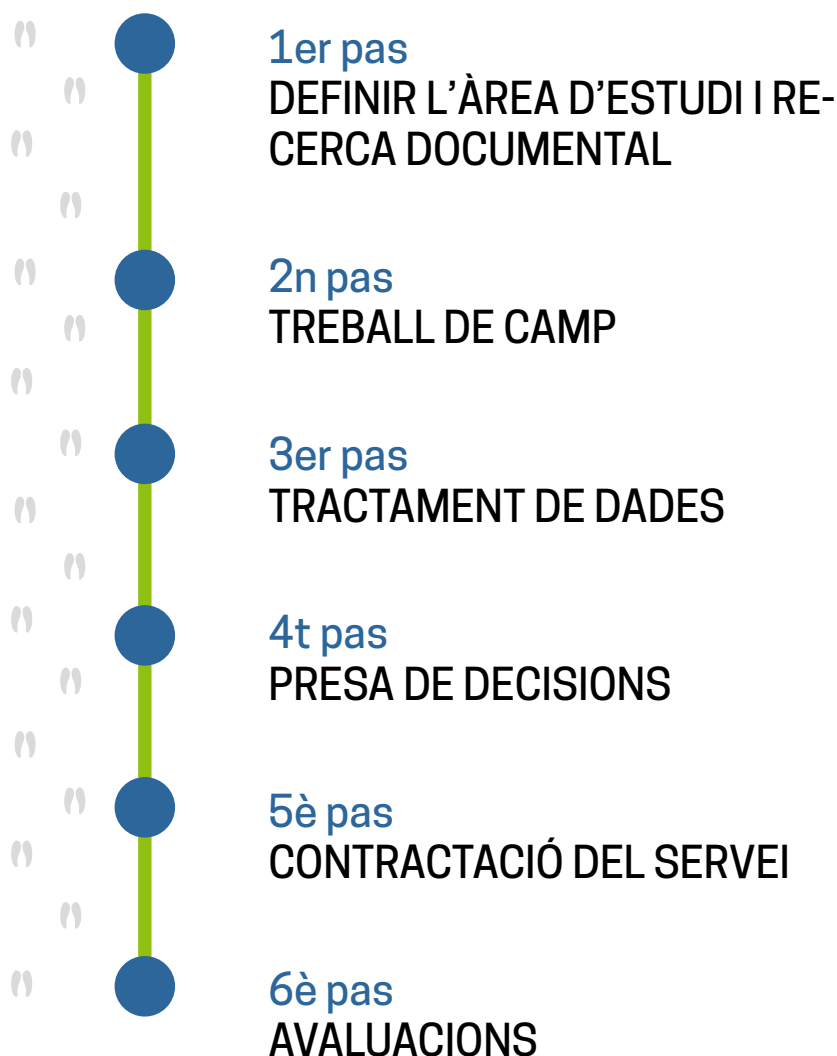 1er pas
DEFINIR L’ÀREA D’ESTUDI I RE-
CERCA DOCUMENTAL
2n pas
TREBALL DE CAMP
3er pas
TRACTAMENT DE DADES
4t pas
PRESA DE DECISIONS
5è pas
CONTRACTACIÓ DEL SERVEI
6è pas
AVALUACIONS